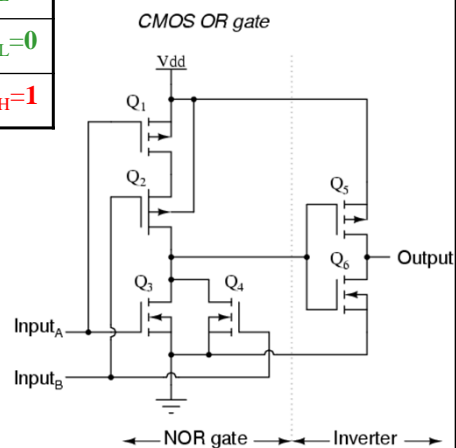 L=0
H=1
CMOS OR gate
Vdd
Q1
Q2
Q5
Q6
Output
Q3
Q4
InputA
InputB
NOR gate
Inverter